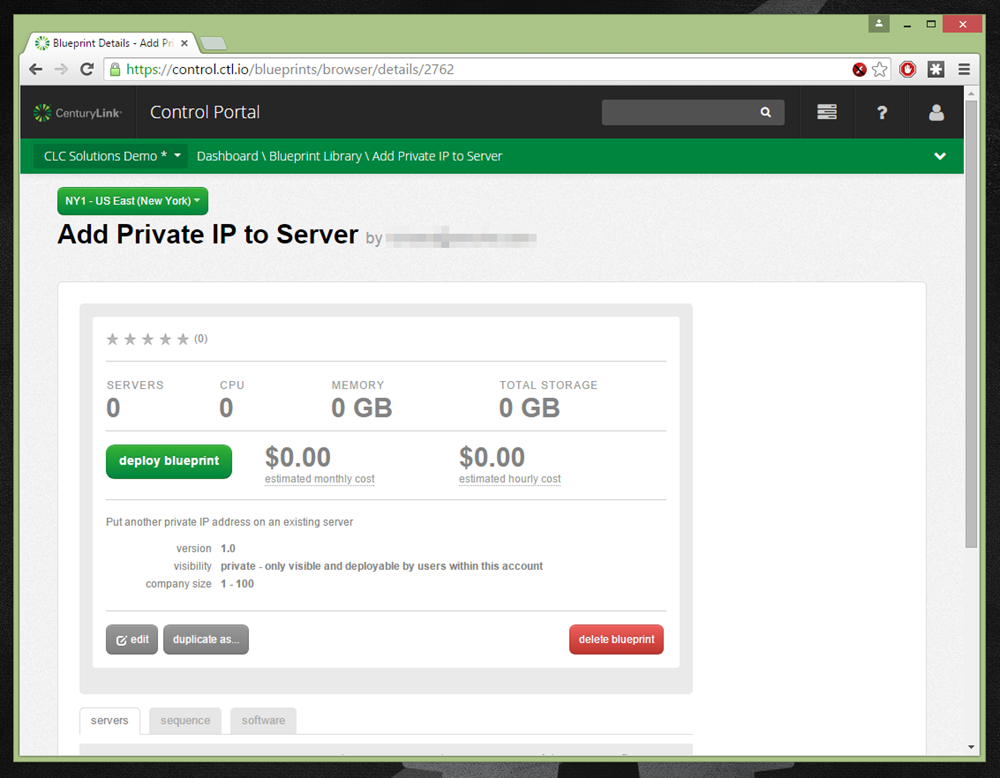 Blueprint Details - Add Pri
https://control.ctl.io/blueprints/browser/details/2762
CenturyLink Control Portal
CLC Solutions Demo * Dashboard \ Blueprint Library \ Add Private IP to Server
NY1 - US East (New York)
Add Private IP to Server by
(0)
SERVERS CPU MEMORY TOTAL STORAGE
0 0 0 GB 0 GB
deploy blueprint $0.00 $0.00
estimated monthly cost estimated hourly cost
Put another private IP address on an existing server
version 1.0
visibility private - only visible and deployable by users within this account
company size 1 - 100
edit duplicate as... delete blueprint
servers sequence software